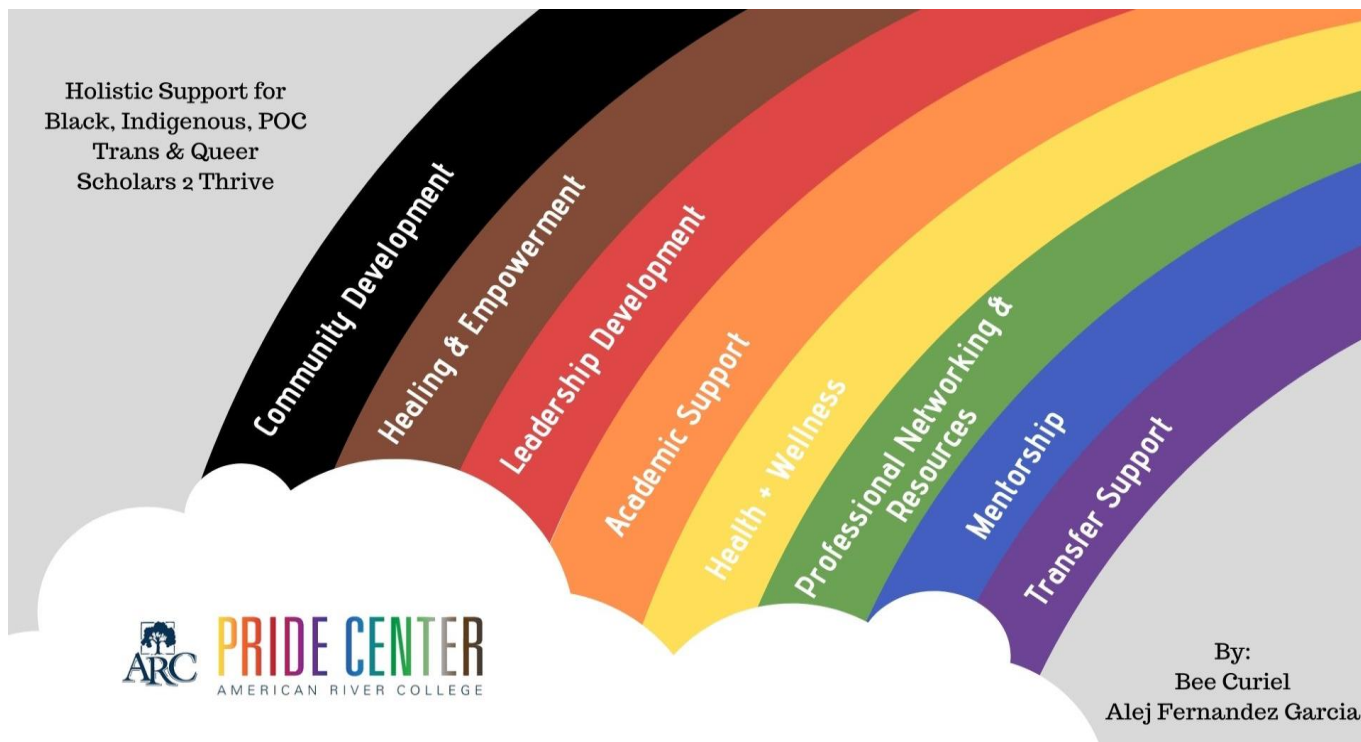 Holistic Support for
Black, Indigenous, POC
Trans & Queer
Scholars 2 Thrive
Community Development
Healing & Empowerment
Leadership Development
Academic Support
Health + Wellness
Professional Networking &
Resources
Mentorship
Transfer Support
ARC
PRIDE CENTER
AMERICAN RIVER COLLEGE
By:
Bee Curiel
Alej Fernandez Garcia